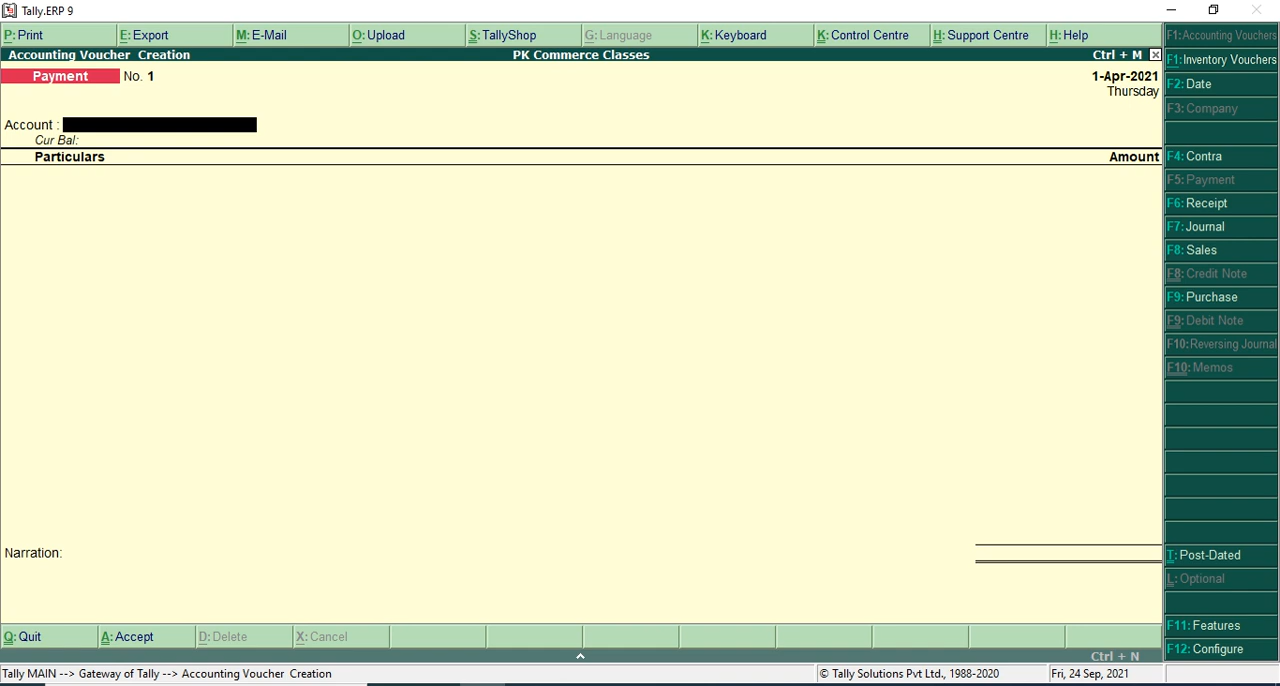 Tally.ERP 9
P: Print E: Export M: E-Mail O: Upload S: TallyShop G: Language K: Keyboard K: Control Centre H: Support Centre H: Help
Accounting Voucher Creation PK Commerce Classes Ctrl + M
Payment No. 1 1-Apr-2021
Thursday
Account :
Cur Bal:
Particulars Amount
Narration:
Q: Quit A: Accept D: Delete X: Cancel
Ctrl + N
Tally MAIN --> Gateway of Tally --> Accounting Voucher Creation © Tally Solutions Pvt Ltd., 1988-2020 Fri, 24 Sep, 2021
F1: Accounting Vouchers
F1: Inventory Vouchers
F2: Date
F3: Company
F4: Contra
F5: Payment
F6: Receipt
F7: Journal
F8: Sales
F8: Credit Note
F9: Purchase
F9: Debit Note
F10: Reversing Journal
F10: Memos
T: Post-Dated
L: Optional
F11: Features
F12: Configure